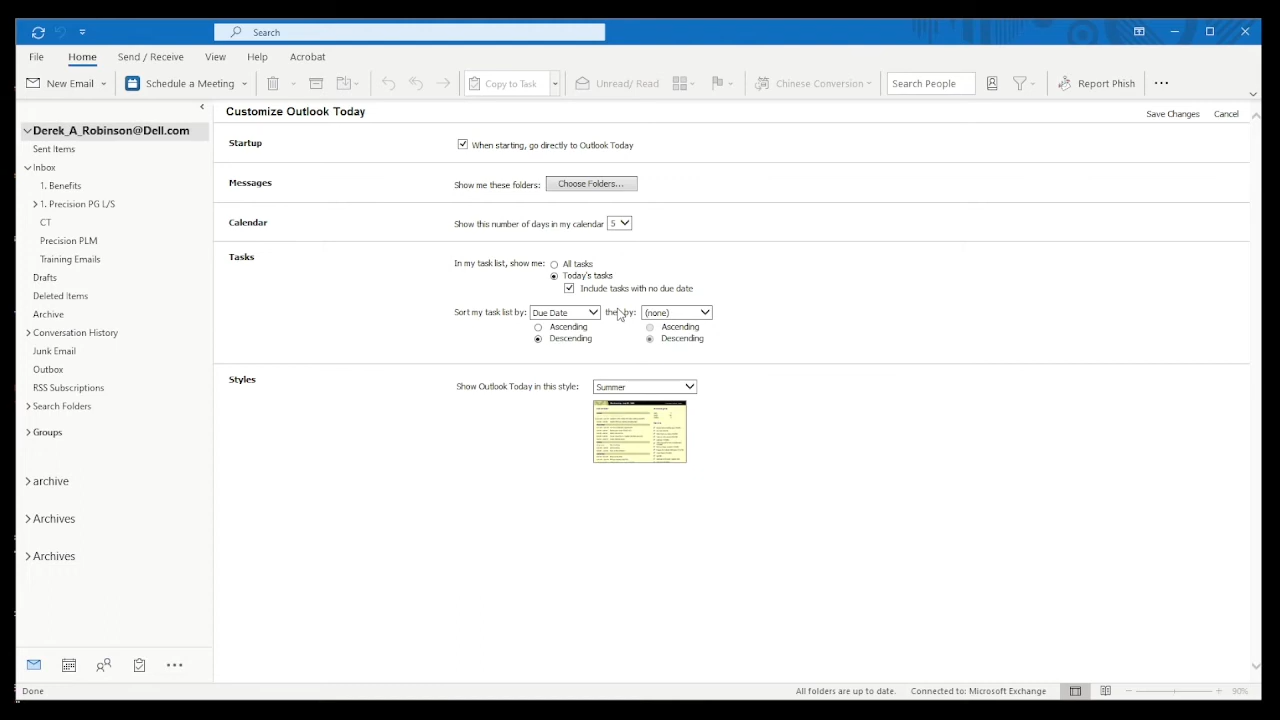 Search
File Home Send / Receive View Help Acrobat
New Email Schedule a Meeting Copy to Task Unread/ Read Chinese Conversion Search People Report Phish
Customize Outlook Today Save Changes Cancel
Derek_A_Robinson@Dell.com
Sent Items
Inbox
1. Benefits
1. Precision PG L/S
CT
Precision PLM
Training Emails
Drafts
Deleted Items
Archive
Conversation History
Junk Email
Outbox
RSS Subscriptions
Search Folders
Groups
archive
Archives
Archives
Startup When starting, go directly to Outlook Today
Messages Show me these folders: Choose Folders...
Calendar Show this number of days in my calendar 5
Tasks In my task list, show me: All tasks
Today's tasks
Include tasks with no due date
Sort my task list by: Due Date by: (none)
Ascending Ascending
Descending Descending
Styles Show Outlook Today in this style: Summer
Done All folders are up to date. Connected to: Microsoft Exchange 90%